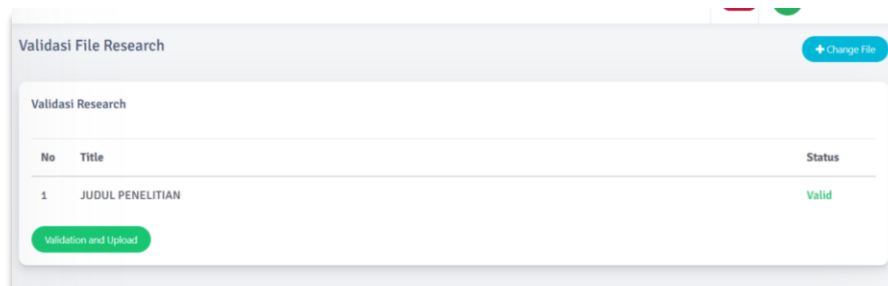 Validasi File Research
+ Change File
Validasi Research
No Title Status
1 JUDUL PENELITIAN Valid
Validation and Upload